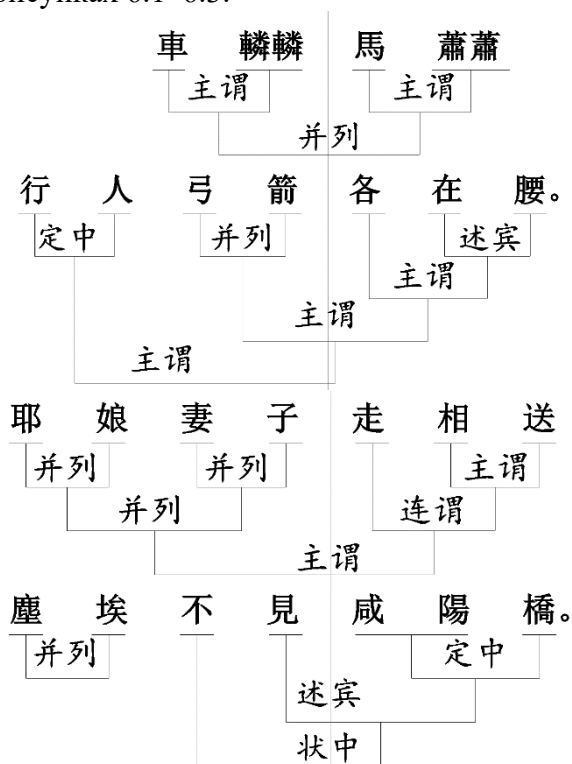 車 轔轔 馬 蕭蕭
主谓 主谓
并列
行 人 弓 箭 各 在 腰。
定中 并列 述宾
主谓
主谓
主谓
耶 娘 妻 子 走 相 送
并列 并列 主谓
并列 连谓
主谓
塵 埃 不 見 咸 陽 橋。
并列 定中
述宾
状中